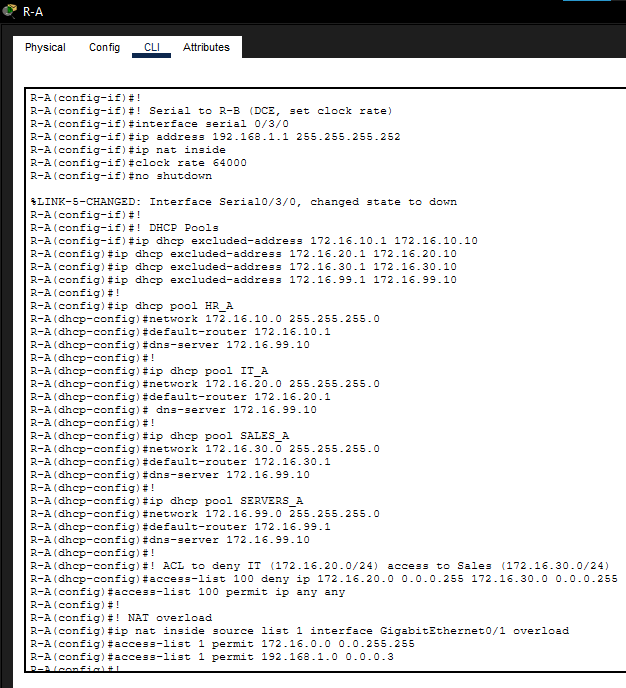 R-A
Physical Config CLI Attributes
R-A(config-if)#!
R-A(config-if)#! Serial to R-B (DCE, set clock rate)
R-A(config-if)#interface serial 0/3/0
R-A(config-if)#ip address 192.168.1.1 255.255.255.252
R-A(config-if)#ip nat inside
R-A(config-if)#clock rate 64000
R-A(config-if)#no shutdown
%LINK-5-CHANGED: Interface Serial0/3/0, changed state to down
R-A(config-if)#!
R-A(config-if)#! DHCP Pools
R-A(config-if)#ip dhcp excluded-address 172.16.10.1 172.16.10.10
R-A(config)#ip dhcp excluded-address 172.16.20.1 172.16.20.10
R-A(config)#ip dhcp excluded-address 172.16.30.1 172.16.30.10
R-A(config)#ip dhcp excluded-address 172.16.99.1 172.16.99.10
R-A(config)#!
R-A(config)#ip dhcp pool HR_A
R-A(dhcp-config)#network 172.16.10.0 255.255.255.0
R-A(dhcp-config)#default-router 172.16.10.1
R-A(dhcp-config)#dns-server 172.16.99.10
R-A(dhcp-config)#!
R-A(dhcp-config)#ip dhcp pool IT_A
R-A(dhcp-config)#network 172.16.20.0 255.255.255.0
R-A(dhcp-config)#default-router 172.16.20.1
R-A(dhcp-config)# dns-server 172.16.99.10
R-A(dhcp-config)#!
R-A(dhcp-config)#ip dhcp pool SALES_A
R-A(dhcp-config)#network 172.16.30.0 255.255.255.0
R-A(dhcp-config)#default-router 172.16.30.1
R-A(dhcp-config)#dns-server 172.16.99.10
R-A(dhcp-config)#!
R-A(dhcp-config)#ip dhcp pool SERVERS_A
R-A(dhcp-config)#network 172.16.99.0 255.255.255.0
R-A(dhcp-config)#default-router 172.16.99.1
R-A(dhcp-config)#dns-server 172.16.99.10
R-A(dhcp-config)#!
R-A(dhcp-config)#! ACL to deny IT (172.16.20.0/24) access to Sales (172.16.30.0/24)
R-A(dhcp-config)#access-list 100 deny ip 172.16.20.0 0.0.0.255 172.16.30.0 0.0.0.255
R-A(config)#access-list 100 permit ip any any
R-A(config)#!
R-A(config)#! NAT overload
R-A(config)#ip nat inside source list 1 interface GigabitEthernet0/1 overload
R-A(config)#access-list 1 permit 172.16.0.0 0.0.255.255
R-A(config)#access-list 1 permit 192.168.1.0 0.0.0.3
R-A(config)#!